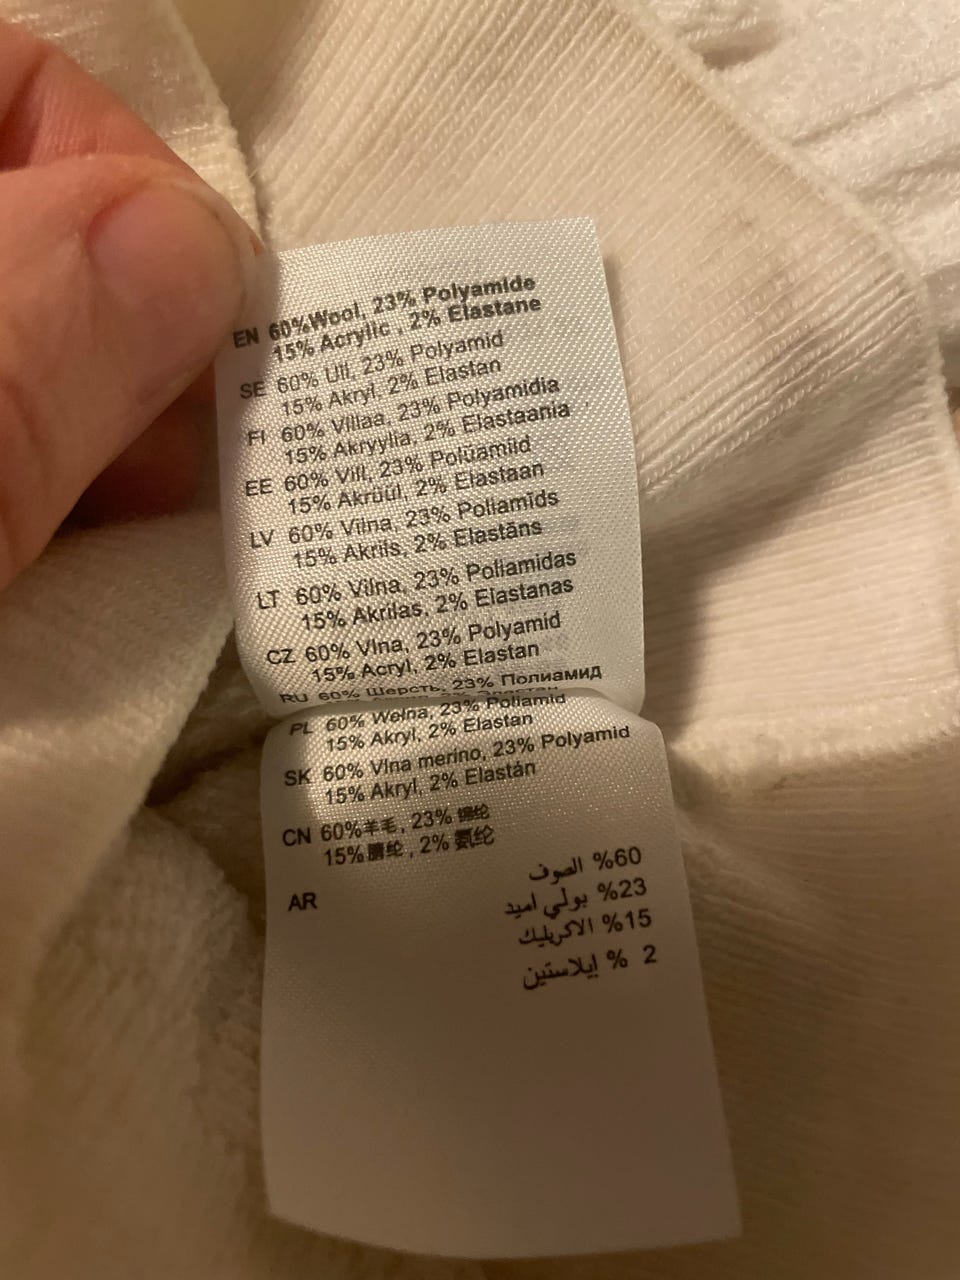 EN 60%Wool, 23% Polyamide
15% Acrylic , 2% Elastane
SE 60% Ull, 23% Polyamid
15% Akryl, 2% Elastan
FI 60% Villaa, 23% Polyamidia
15% Akryylia, 2% Elastaania
EE 60% Vill, 23% Polüamiid
15% Akrüül, 2% Elastaan
LV 60% Vilna, 23% Poliamīds
15% Akrils, 2% Elastāns
LT 60% Vilna, 23% Poliamidas
15% Akrilas, 2% Elastanas
CZ 60% Vlna, 23% Polyamid
15% Acryl, 2% Elastan
RU 60% Шерсть, 23% Полиамид
PL 60% Wełna, 23% Poliamid
15% Akryl, 2% Elastan
SK 60% Vlna merino, 23% Polyamid
15% Akryl, 2% Elastán
CN 60%羊毛, 23% 锦纶
15%腈纶 , 2% 氨纶
AR %60 الصوف
%23 بولي اميد
%15 الاكريليك
% 2 إيلاستين